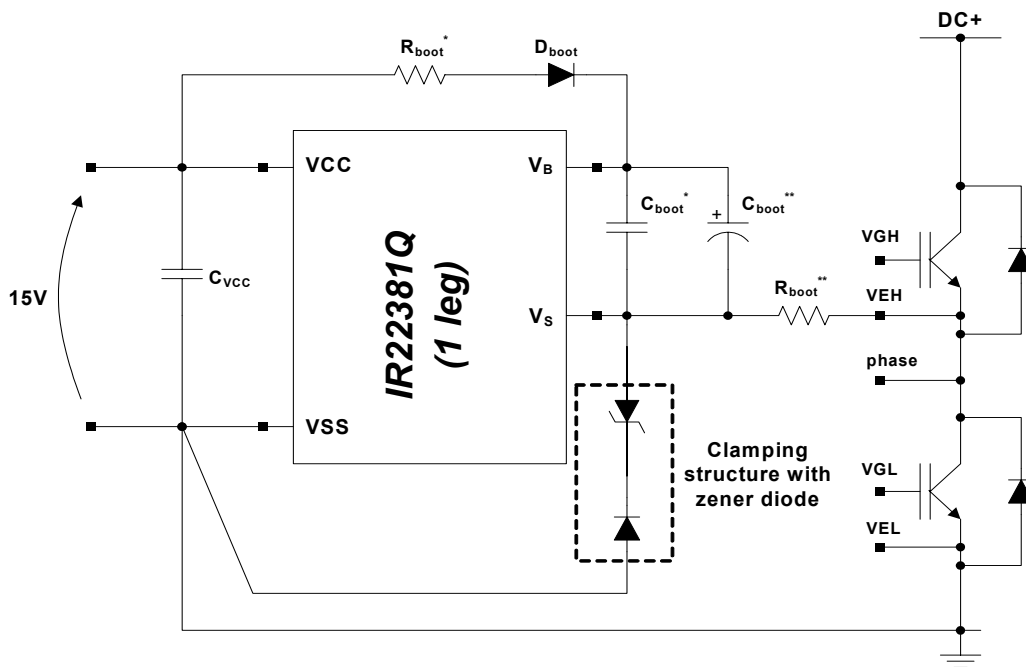 DC+
R_boot*
D_boot
VCC
V_B
C_boot*
C_boot**
VGH
IR22381Q
(1 leg)
15V
C_VCC
R_boot**
V_S
VEH
phase
VSS
Clamping
structure with
zener diode
VGL
VEL
+